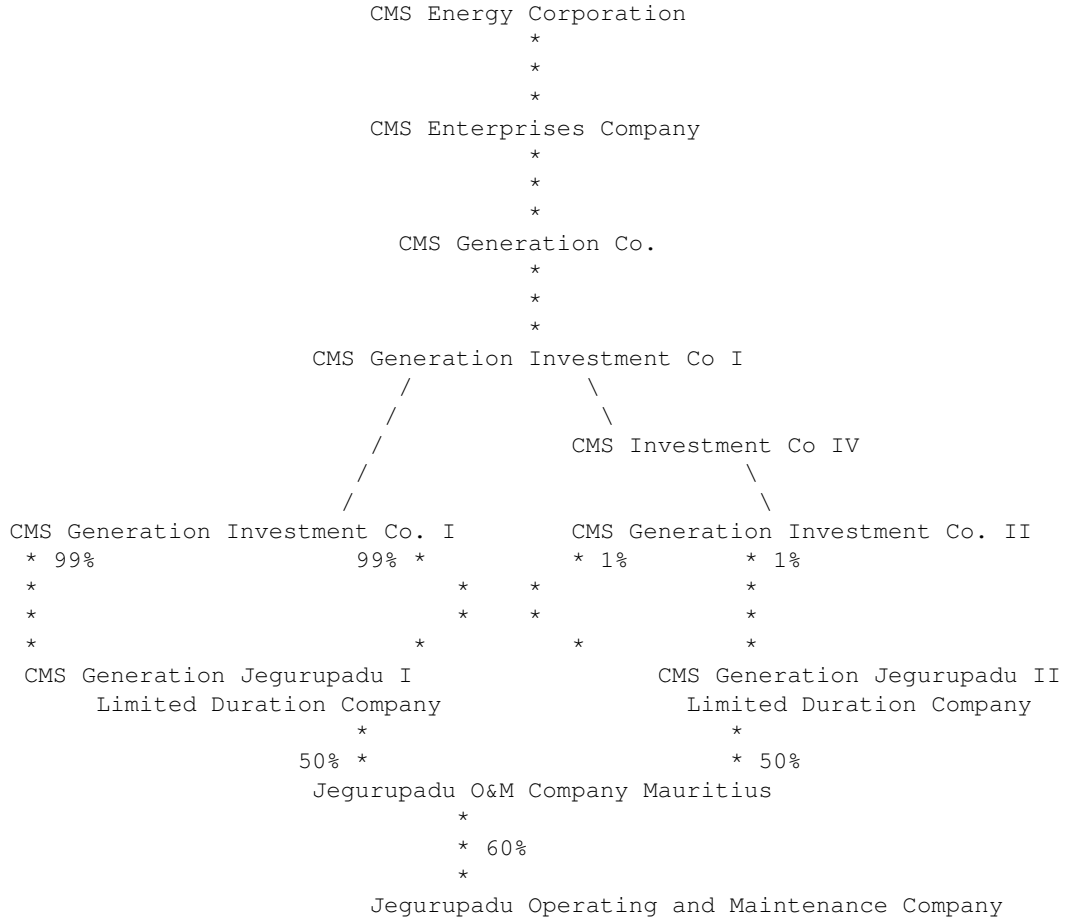 CMS Energy Corporation
*
*
*
CMS Enterprises Company
*
*
*
CMS Generation Co.
*
*
*
CMS Generation Investment Co I
/ \
/ \
/ CMS Investment Co IV
/ \
/ \
CMS Generation Investment Co. I CMS Generation Investment Co. II
* 99% 99% * * 1% * 1%
* * * *
* * * *
* * * *
CMS Generation Jegurupadu I CMS Generation Jegurupadu II
Limited Duration Company Limited Duration Company
* *
50% * * 50%
Jegurupadu O&M Company Mauritius
*
* 60%
*
Jegurupadu Operating and Maintenance Company